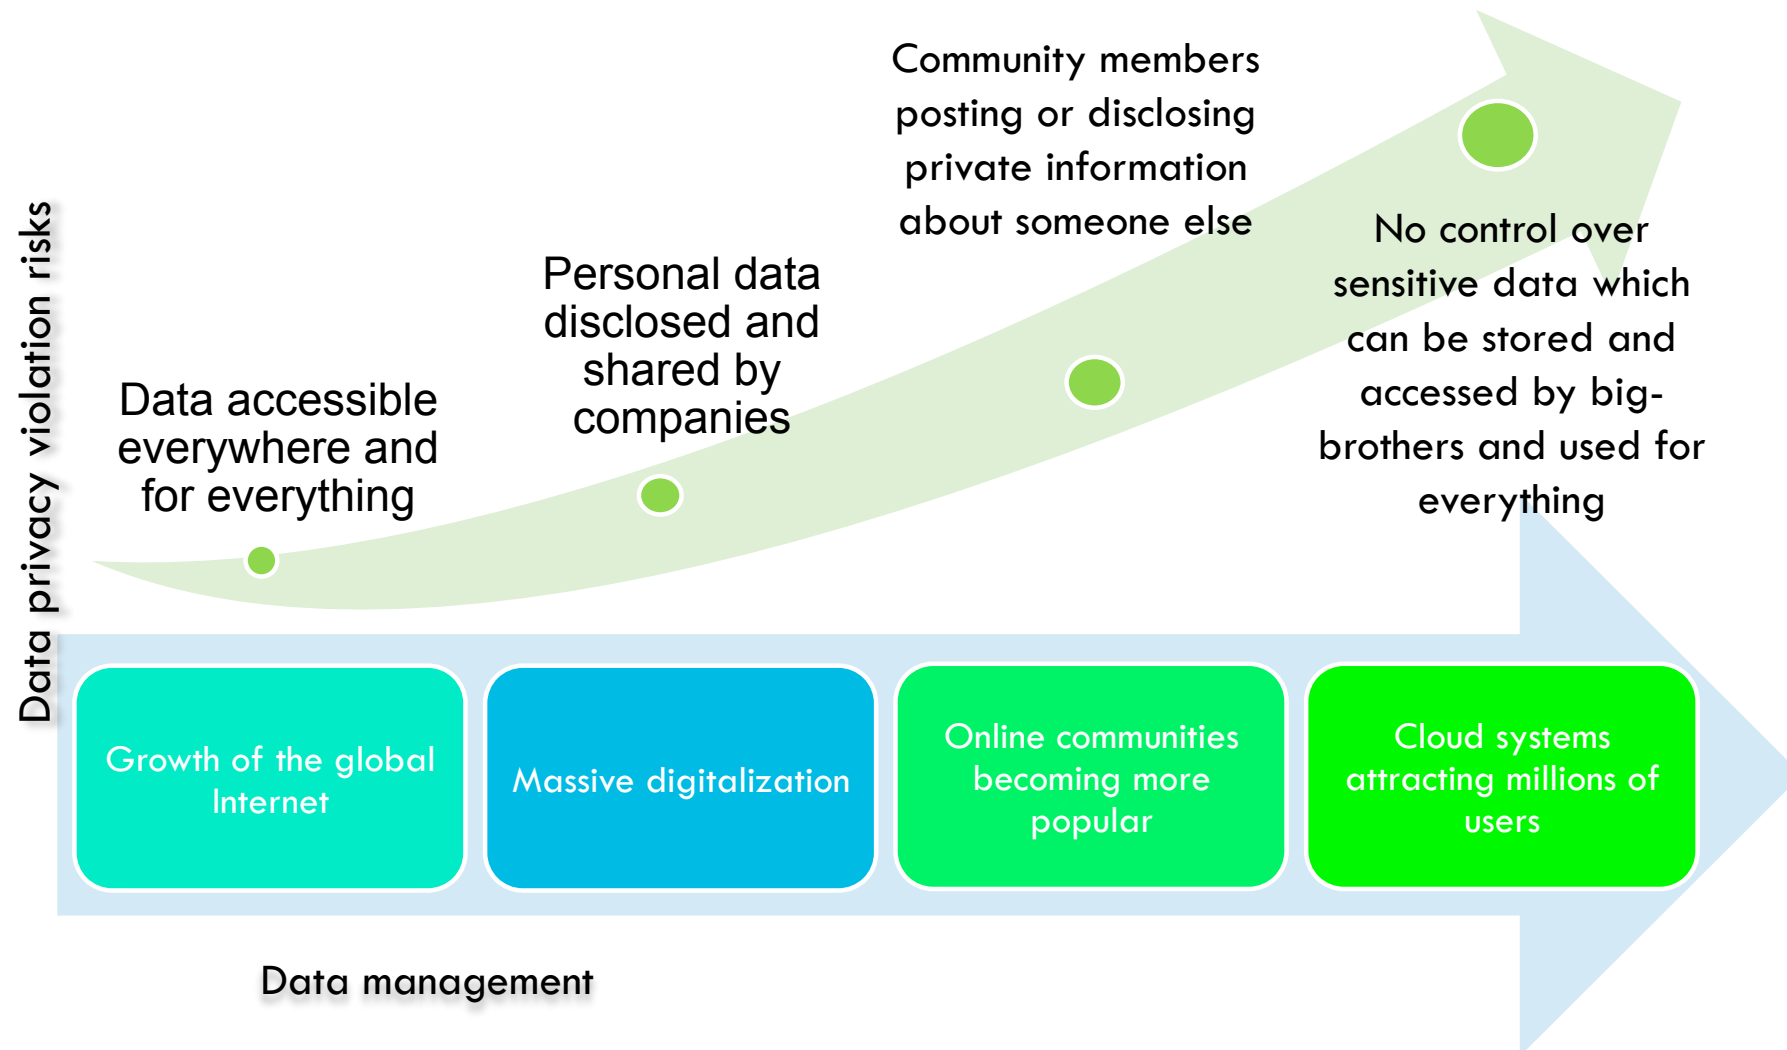 Data privacy violation risks
Data accessible
everywhere and
for everything
Personal data
disclosed and
shared by
companies
Community members
posting or disclosing
private information
about someone else
No control over
sensitive data which
can be stored and
accessed by big-
brothers and used for
everything
Growth of the global
Internet
Massive digitalization
Online communities
becoming more
popular
Cloud systems
attracting millions of
users
Data management